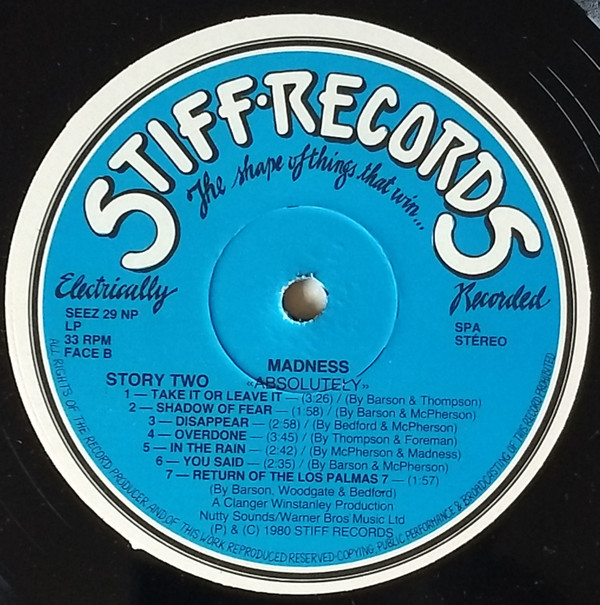 STIFF·RECORDS
The shape of things that win...
Electrically
Recorded
SEEZ 29 NP
LP
33 RPM
FACE B
SPA
STÉREO
MADNESS
STORY TWO «ABSOLUTELY»
1 — TAKE IT OR LEAVE IT — (3:26) / (By Barson & Thompson)
2 — SHADOW OF FEAR — (1:58) / (By Barson & McPherson)
3 — DISAPPEAR — (2:58) / (By Bedford & McPherson)
4 — OVERDONE — (3:45) / (By Thompson & Foreman)
5 — IN THE RAIN — (2:42) / (By McPherson & Madness)
6 — YOU SAID — (2:35) / (By Barson & McPherson)
7 — RETURN OF THE LOS PALMAS 7 — (1:57)
(By Barson, Woodgate & Bedford)
A Clanger Winstanley Production
Nutty Sounds/Warner Bros Music Ltd
(P) & (C) 1980 STIFF RECORDS
ALL RIGHTS OF THE RECORD PRODUCER AND OF THIS WORK REPRODUCED RESERVED-COPYING, PUBLIC PERFORMANCE & BROADCASTING OF THIS RECORD PROHIBITED